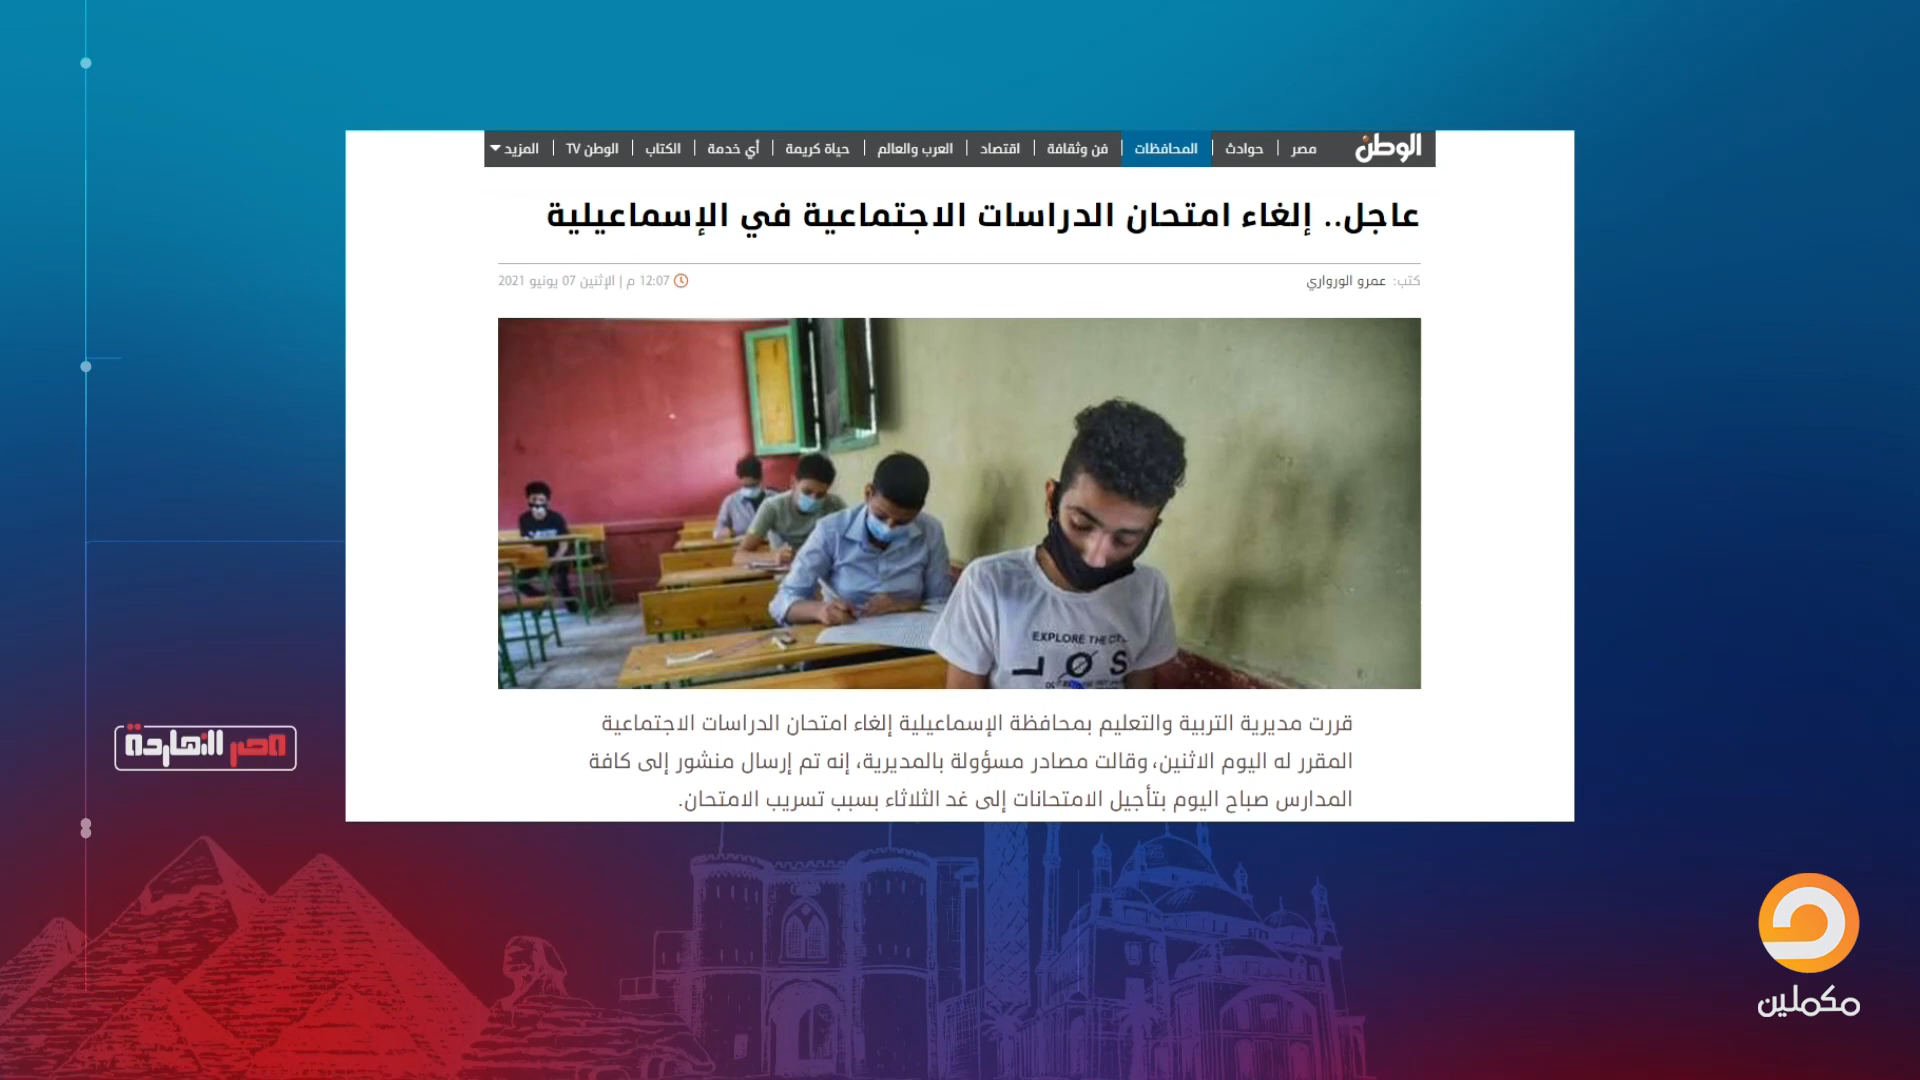 الوطن
مصر | حوادث | المحافظات | فن وثقافة | اقتصاد | العرب والعالم | حياة كريمة | أي خدمة | الكتاب | الوطن TV | المزيد
عاجل.. إلغاء امتحان الدراسات الاجتماعية في الإسماعيلية
كتب: عمرو الورواري
12:07 م | الإثنين 07 يونيو 2021
EXPLORE THE
قررت مديرية التربية والتعليم بمحافظة الإسماعيلية إلغاء امتحان الدراسات الاجتماعية
المقرر له اليوم الاثنين، وقالت مصادر مسؤولة بالمديرية، إنه تم إرسال منشور إلى كافة
المدارس صباح اليوم بتأجيل الامتحانات إلى غد الثلاثاء بسبب تسريب الامتحان.
مصر النهاردة
مكملين